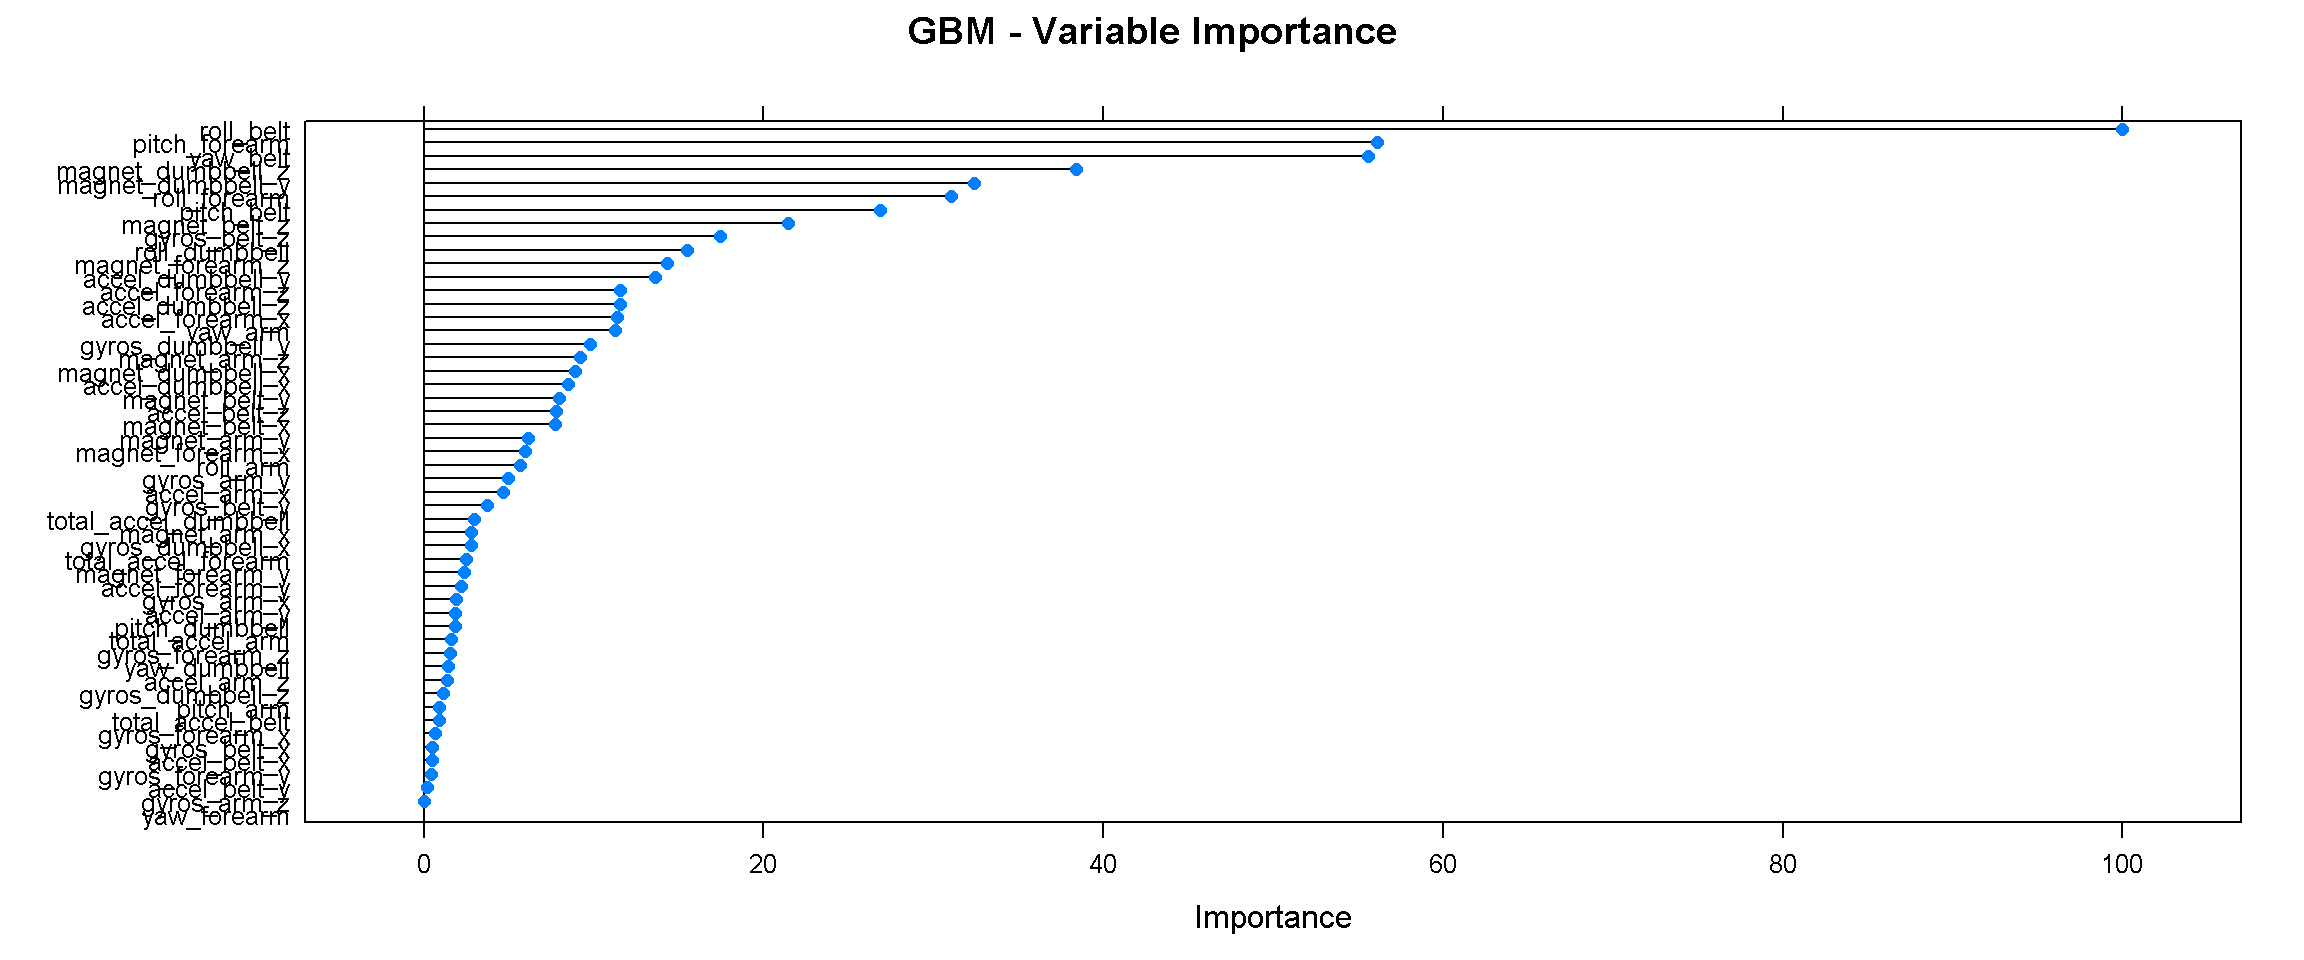 GBM - Variable Importance
roll_belt
pitch_forearm
yaw_belt
magnet_dumbbell_z
magnet_dumbbell_y
roll_forearm
pitch_belt
magnet_belt_z
gyros_belt_z
roll_dumbbell
magnet_forearm_z
accel_dumbbell_y
accel_forearm_z
accel_dumbbell_z
accel_forearm_x
yaw_arm
gyros_dumbbell_y
magnet_arm_z
magnet_dumbbell_x
accel_dumbbell_x
magnet_belt_y
accel_belt_z
magnet_belt_x
magnet_arm_y
magnet_forearm_x
roll_arm
gyros_arm_y
accel_arm_x
gyros_belt_y
total_accel_dumbbell
magnet_arm_x
gyros_dumbbell_x
total_accel_forearm
magnet_forearm_y
accel_forearm_y
gyros_arm_x
accel_arm_y
pitch_dumbbell
total_accel_arm
gyros_forearm_z
yaw_dumbbell
accel_arm_z
gyros_dumbbell_z
pitch_arm
total_accel_belt
gyros_forearm_x
gyros_belt_x
accel_belt_x
gyros_forearm_y
accel_belt_y
gyros_arm_z
yaw_forearm
0 20 40 60 80 100
Importance